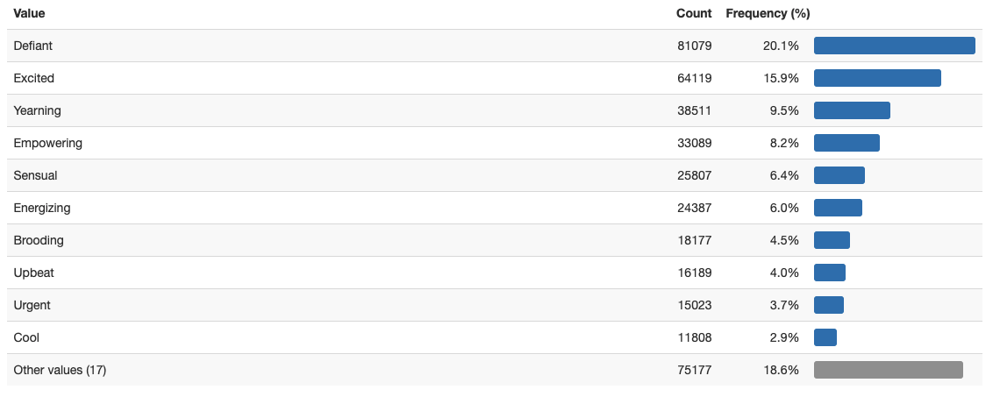 Value Count Frequency (%)
Defiant 81079 20.1%
Excited 64119 15.9%
Yearning 38511 9.5%
Empowering 33089 8.2%
Sensual 25807 6.4%
Energizing 24387 6.0%
Brooding 18177 4.5%
Upbeat 16189 4.0%
Urgent 15023 3.7%
Cool 11808 2.9%
Other values (17) 75177 18.6%